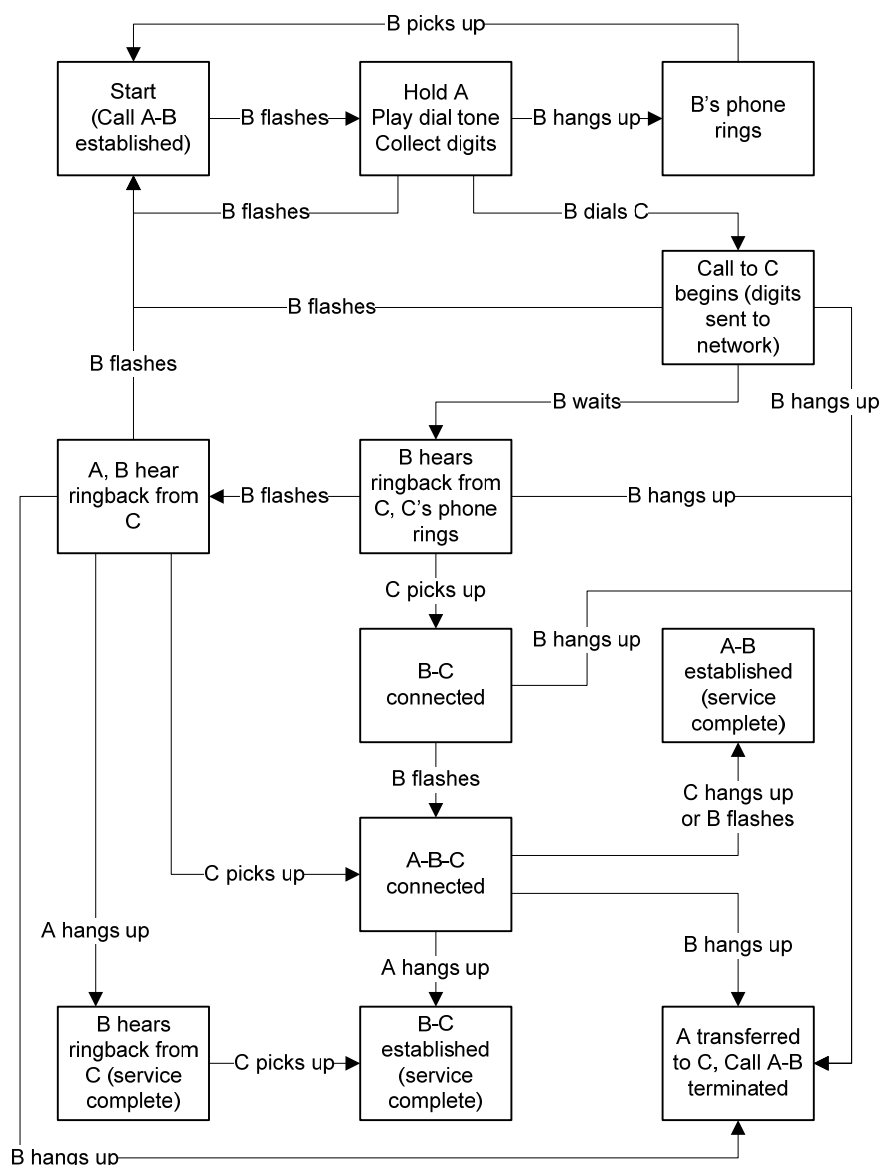 B picks up
Start
(Call A-B
established)
B flashes
Hold A
Play dial tone
Collect digits
B hangs up
B's phone
rings
B flashes
B dials C
Call to C
begins (digits
sent to
network)
B flashes
B flashes
B waits
B hangs up
A, B hear
ringback from
C
B flashes
B hears
ringback from
C, C's phone
rings
B hangs up
C picks up
B hangs up
B-C
connected
A-B
established
(service
complete)
B flashes
C hangs up
or B flashes
C picks up
A-B-C
connected
A hangs up
A hangs up
B hangs up
B hears
ringback from
C (service
complete)
C picks up
B-C
established
(service
complete)
A transferred
to C, Call A-B
terminated
B hangs up